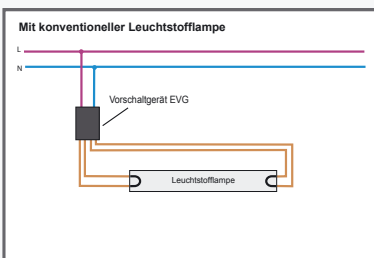 Mit konventioneller Leuchtstofflampe
L
N
Vorschaltgerät EVG
Leuchtstofflampe